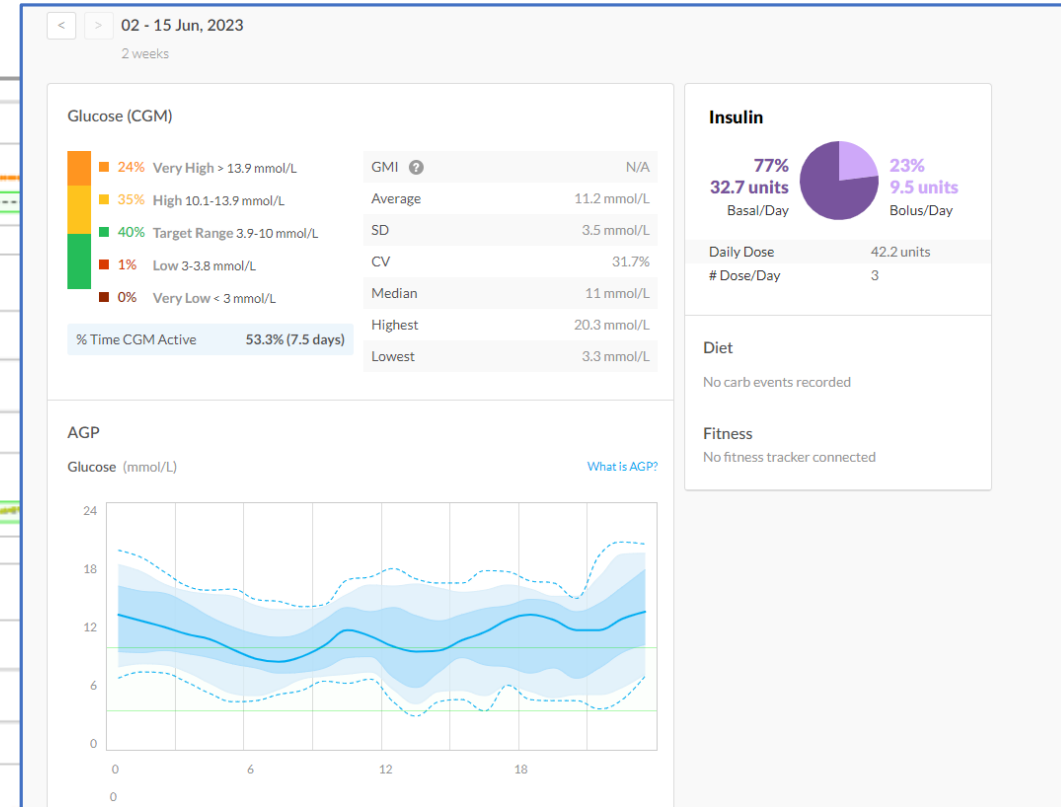 < > 02 - 15 Jun, 2023
2 weeks
Glucose (CGM)
24% Very High > 13.9 mmol/L
35% High 10.1-13.9 mmol/L
40% Target Range 3.9-10 mmol/L
1% Low 3-3.8 mmol/L
0% Very Low < 3 mmol/L
% Time CGM Active 53.3% (7.5 days)
GMI ? N/A
Average 11.2 mmol/L
SD 3.5 mmol/L
CV 31.7%
Median 11 mmol/L
Highest 20.3 mmol/L
Lowest 3.3 mmol/L
AGP
Glucose (mmol/L) What is AGP?
24
18
12
6
0
0 6 12 18
0
Insulin
77% 23%
32.7 units 9.5 units
Basal/Day Bolus/Day
Daily Dose 42.2 units
# Dose/Day 3
Diet
No carb events recorded
Fitness
No fitness tracker connected